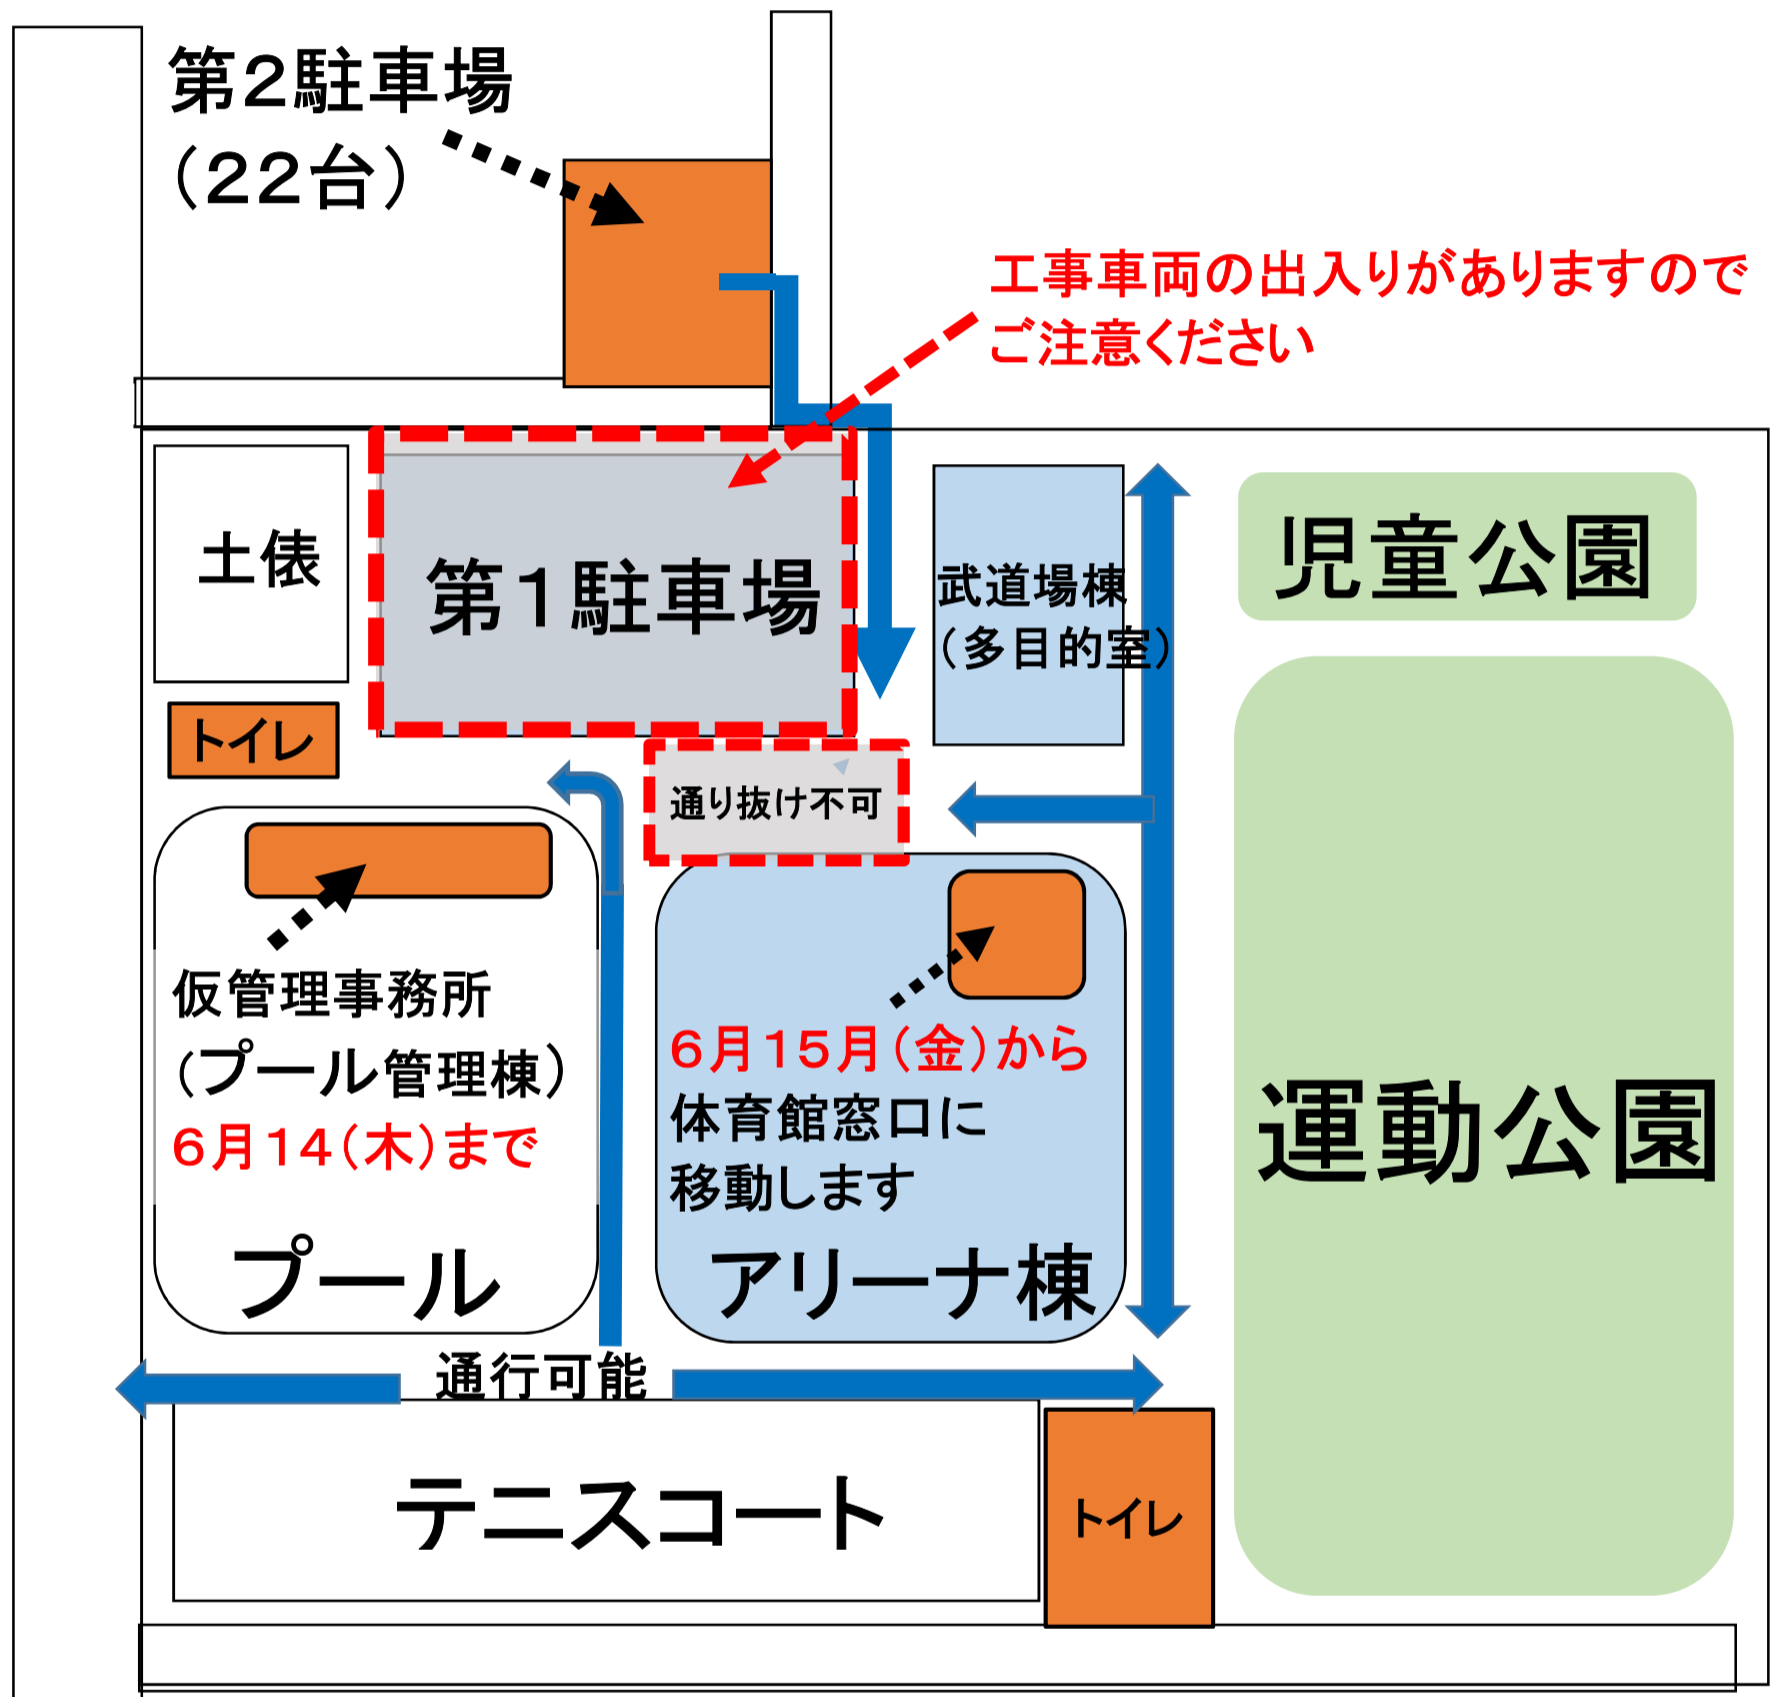 第2駐車場
(22台)
工事車両の出入りがありますので
ご注意ください
土俵
第1駐車場
武道場棟
(多目的室)
児童公園
トイレ
通り抜け不可
仮管理事務所
(プール管理棟)
6月14(木)まで
プール
6月15月(金)から
体育館窓口に
移動します
アリーナ棟
運動公園
通行可能
テニスコート
トイレ